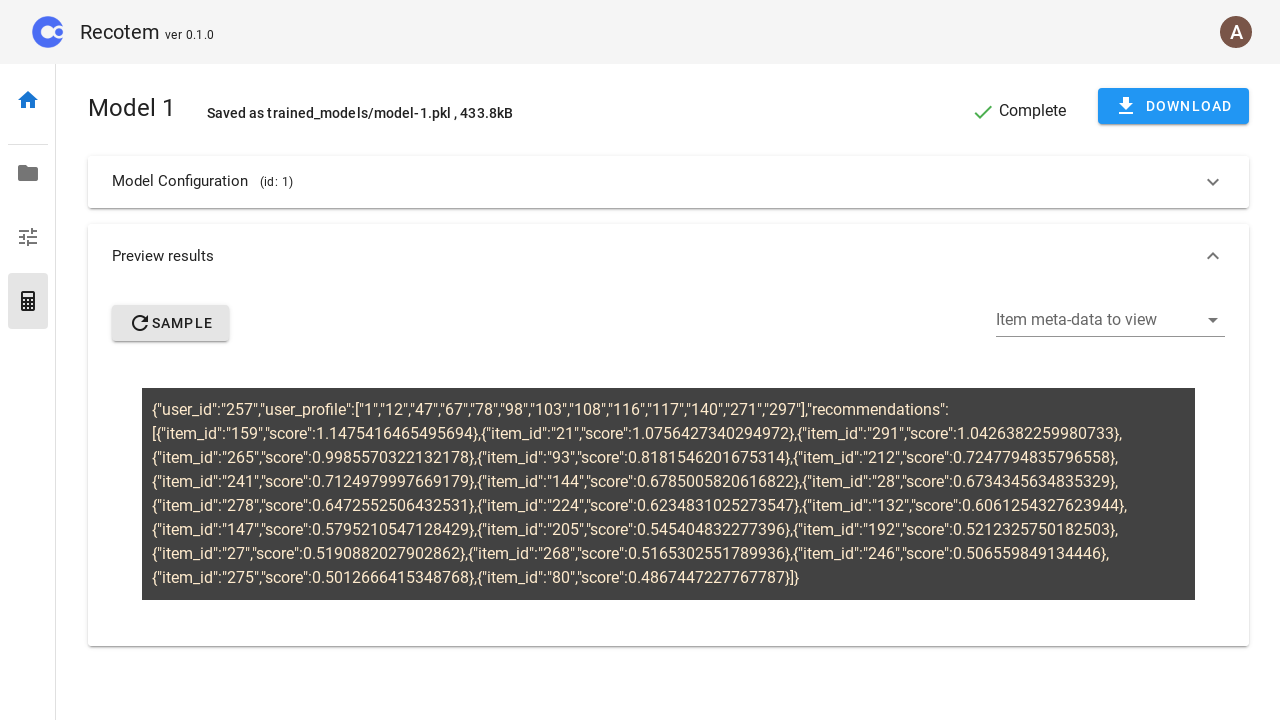 Recotem ver 0.1.0
A
Model 1
Saved as trained_models/model-1.pkl , 433.8kB
Complete
DOWNLOAD
Model Configuration (id: 1)
Preview results
SAMPLE
Item meta-data to view
{"user_id":"257","user_profile":["1","12","47","67","78","98","103","108","116","117","140","271","297"],"recommendations":
[{"item_id":"159","score":1.1475416465495694},{"item_id":"21","score":1.0756427340294972},{"item_id":"291","score":1.0426382259980733},
{"item_id":"265","score":0.9985570322132178},{"item_id":"93","score":0.8181546201675314},{"item_id":"212","score":0.7247794835796558},
{"item_id":"241","score":0.7124979997669179},{"item_id":"144","score":0.6785005820616822},{"item_id":"28","score":0.6734345634835329},
{"item_id":"278","score":0.6472552506432531},{"item_id":"224","score":0.6234831025273547},{"item_id":"132","score":0.6061254327623944},
{"item_id":"147","score":0.5795210547128429},{"item_id":"205","score":0.545404832277396},{"item_id":"192","score":0.5212325750182503},
{"item_id":"27","score":0.5190882027902862},{"item_id":"268","score":0.5165302551789936},{"item_id":"246","score":0.506559849134446},
{"item_id":"275","score":0.5012666415348768},{"item_id":"80","score":0.4867447227767787}]}